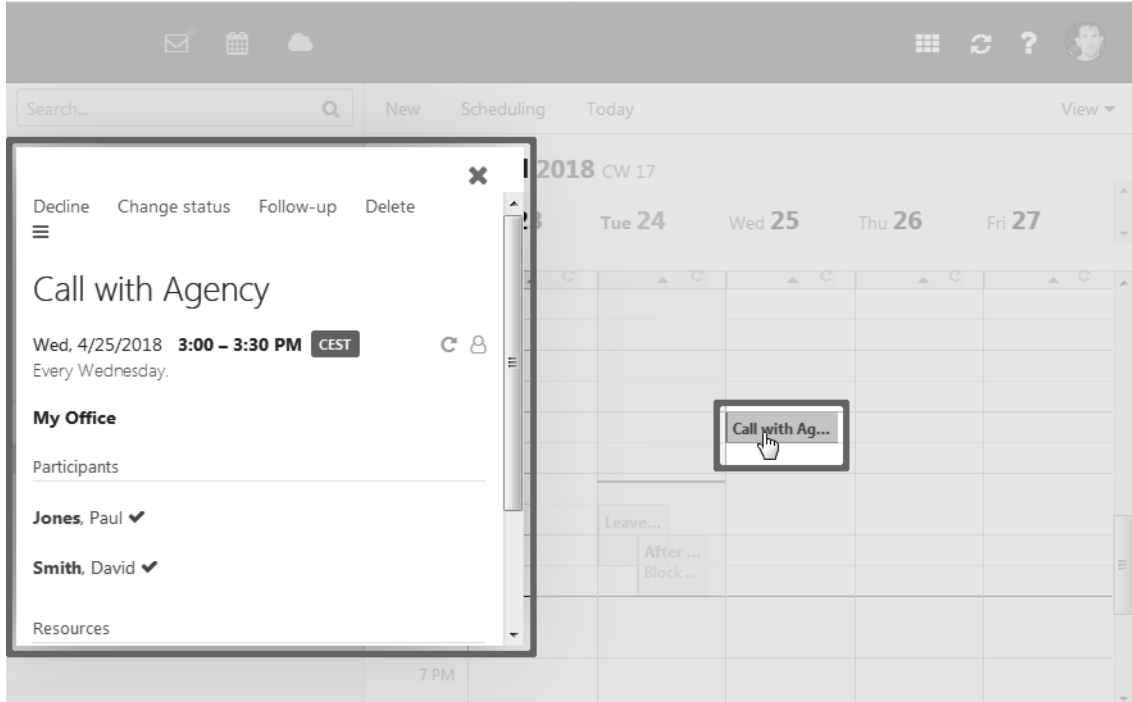 Search...
New Scheduling Today View
2018 CW 17
Tue 24 Wed 25 Thu 26 Fri 27
Decline Change status Follow-up Delete
Call with Agency
Wed, 4/25/2018 3:00 – 3:30 PM CEST
Every Wednesday.
My Office
Participants
Jones, Paul
Smith, David
Resources
Call with Ag...
Leave...
After ...
Block ...
7 PM